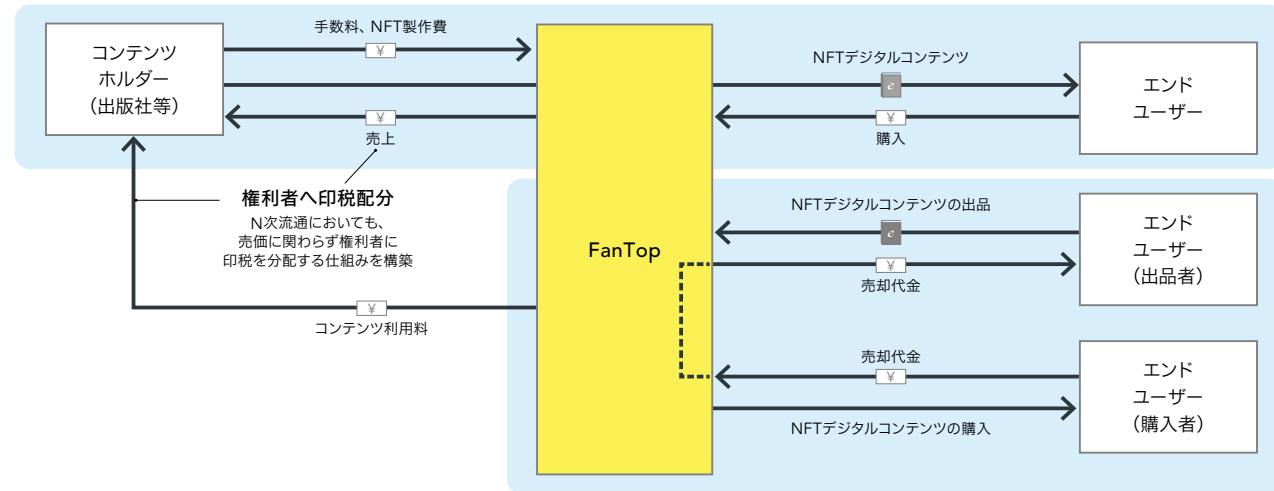 手数料、NFT製作費
¥
コンテンツ
ホルダー
（出版社等）
¥
売上
権利者へ印税配分
N次流通においても、
売価に関わらず権利者に
印税を分配する仕組みを構築
¥
コンテンツ利用料
FanTop
NFTデジタルコンテンツ
e
¥
購入
エンド
ユーザー
NFTデジタルコンテンツの出品
e
¥
売却代金
エンド
ユーザー
（出品者）
売却代金
¥
NFTデジタルコンテンツの購入
エンド
ユーザー
（購入者）